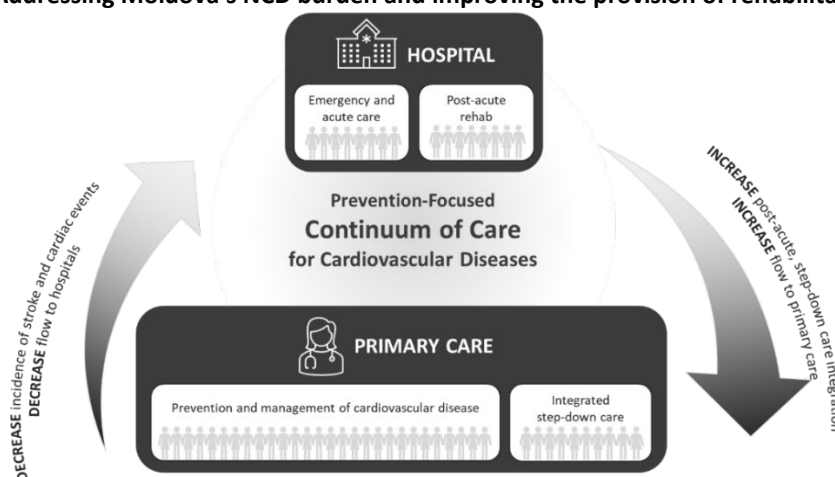 Addressing Moldova's NCD burden and improving the provision of
HOSPITAL
Emergency and
acute care
Post-acute
rehab
Prevention-Focused
Continuum of Care
for Cardiovascular Diseases
DECREASE incidence of stroke and cardiac events
DECREASE flow to hospitals
INCREASE post-acute, step-down care integration
INCREASE flow to primary care
PRIMARY CARE
Prevention and management of cardiovascular disease
Integrated
step-down care